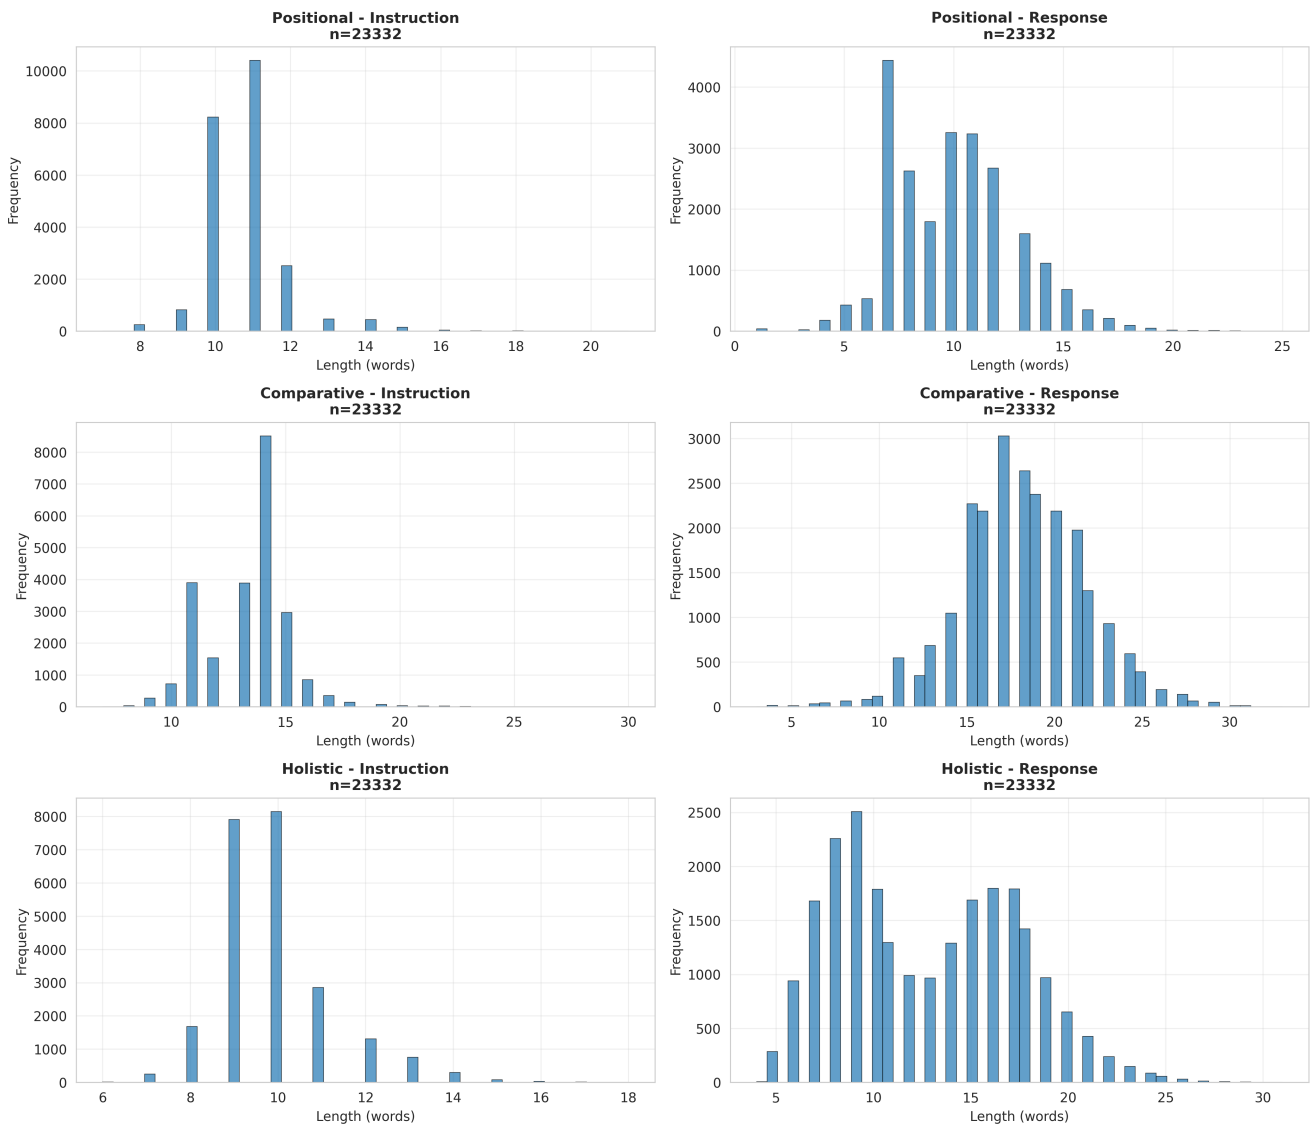 Positional - Instruction
n=23332
10000
8000
6000
4000
2000
0
Frequency
8 10 12 14 16 18 20
Length (words)
Positional - Response
n=23332
4000
3000
2000
1000
0
Frequency
0 5 10 15 20 25
Length (words)
Comparative - Instruction
n=23332
8000
7000
6000
5000
4000
3000
2000
1000
0
Frequency
10 15 20 25 30
Length (words)
Comparative - Response
n=23332
3000
2500
2000
1500
1000
500
0
Frequency
5 10 15 20 25 30
Length (words)
Holistic - Instruction
n=23332
8000
7000
6000
5000
4000
3000
2000
1000
0
Frequency
6 8 10 12 14 16 18
Length (words)
Holistic - Response
n=23332
2500
2000
1500
1000
500
0
Frequency
5 10 15 20 25 30
Length (words)